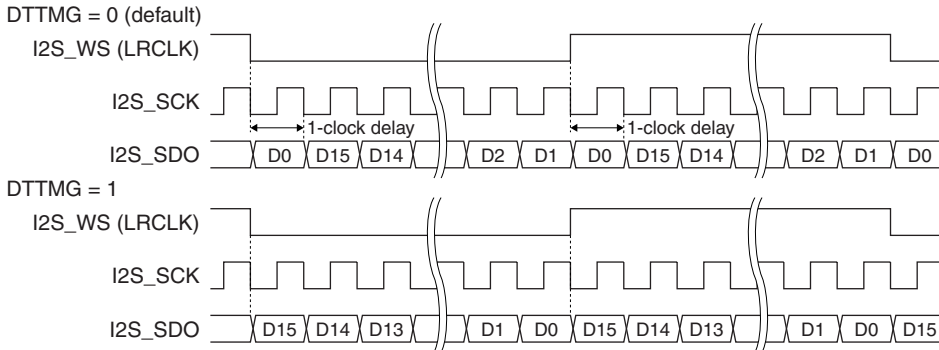 DTTMG = 0 (default)
I2S_WS (LRCLK)
I2S_SCK
1-clock delay 1-clock delay
I2S_SDO D0 D15 D14 D2 D1 D0 D15 D14 D2 D1 D0
DTTMG = 1
I2S_WS (LRCLK)
I2S_SCK
I2S_SDO D15 D14 D13 D1 D0 D15 D14 D13 D1 D0 D15